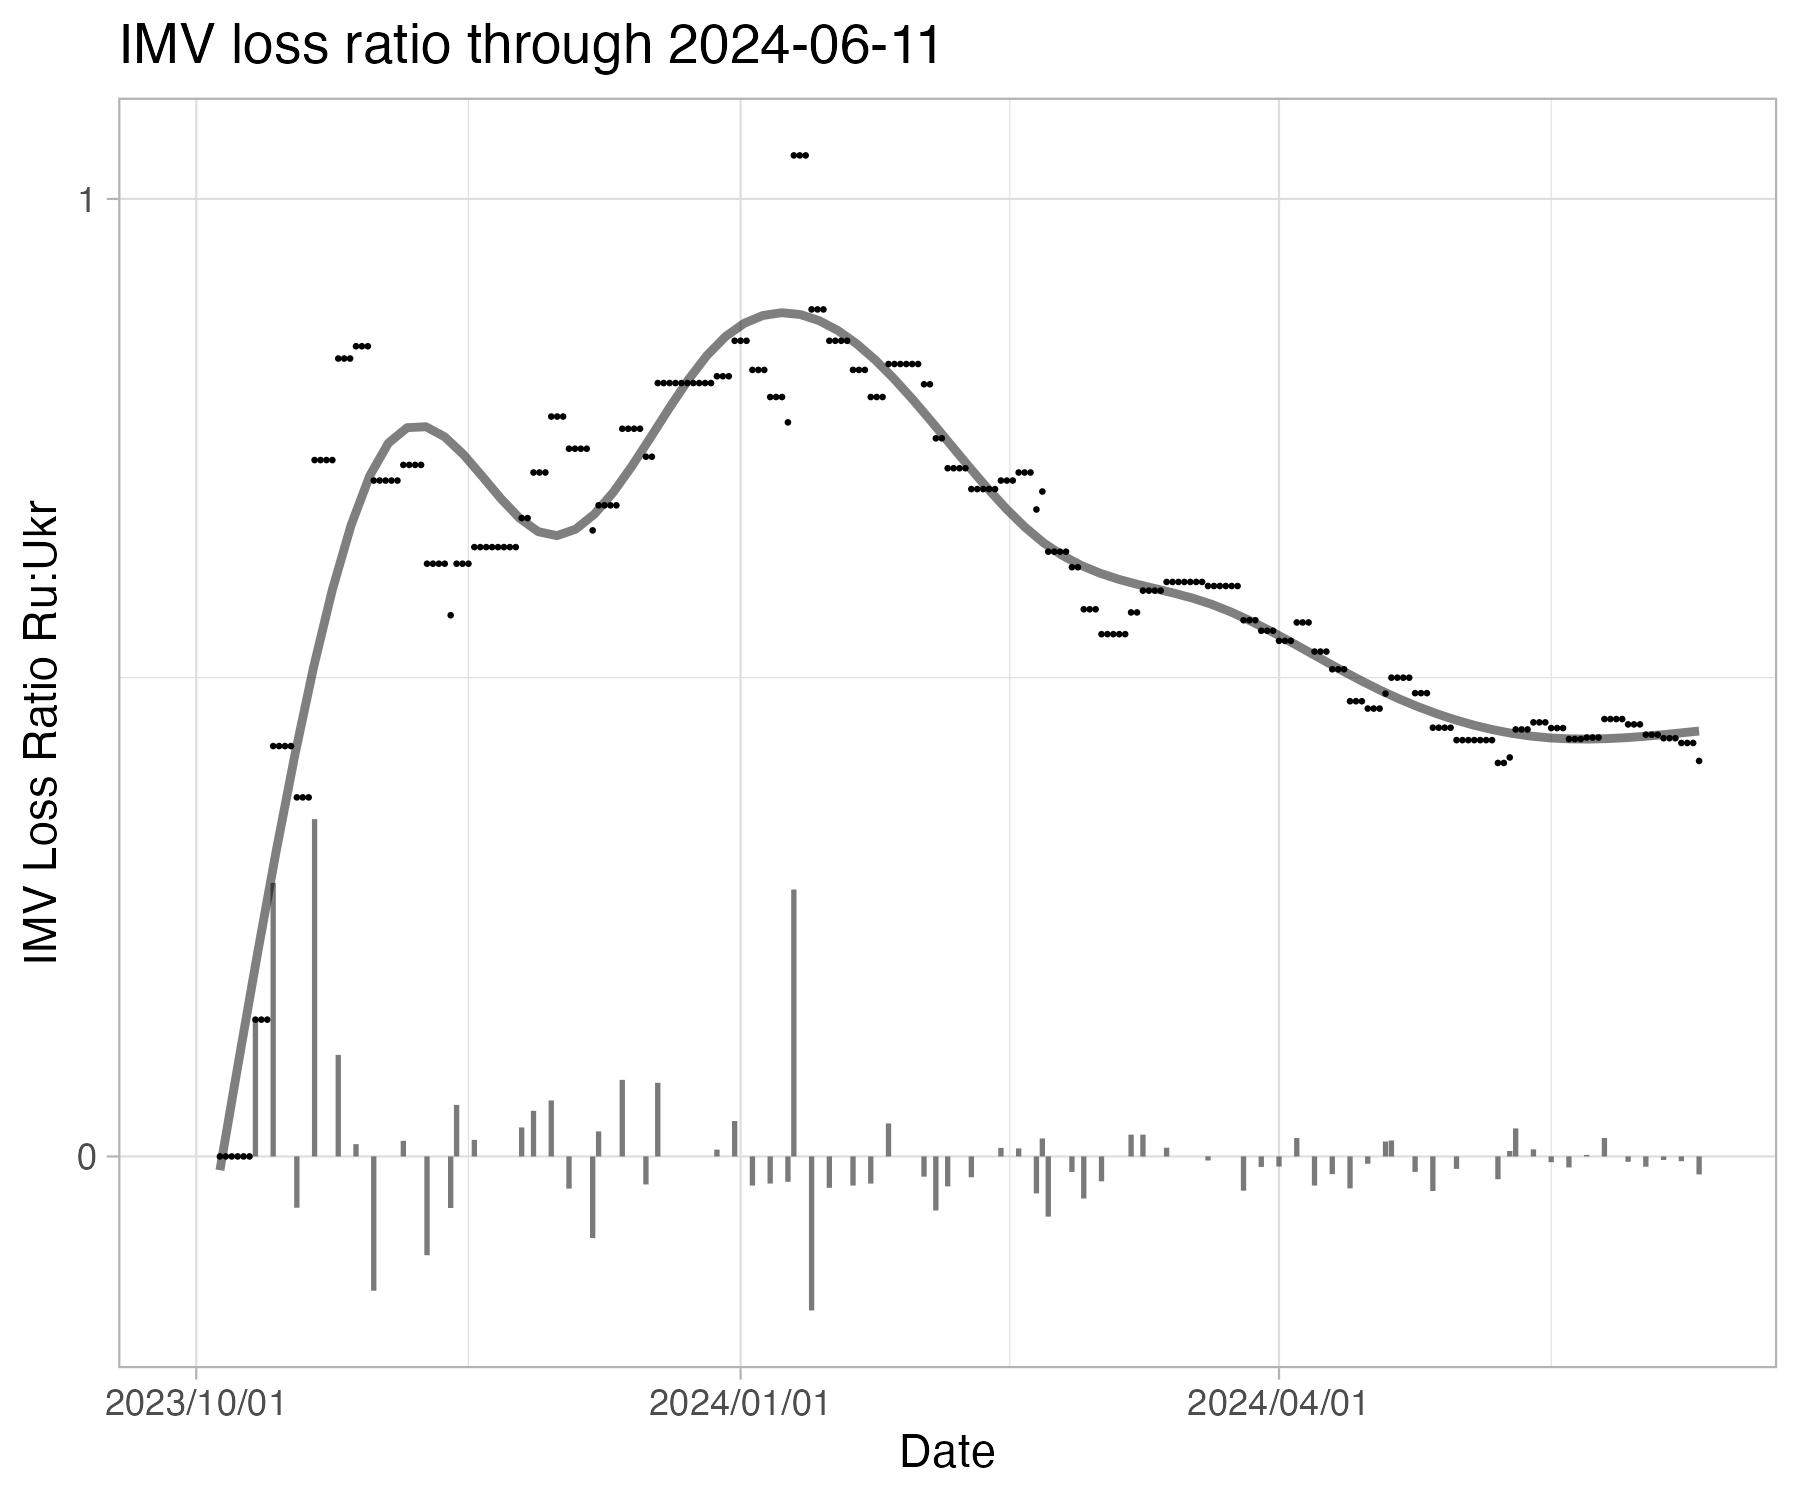 IMV loss ratio through 2024-06-11
IMV Loss Ratio Ru:Ukr
1
0
2023/10/01
2024/01/01
2024/04/01
Date